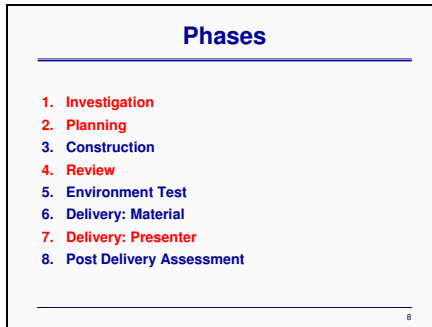 Phases
1. Investigation
2. Planning
3. Construction
4. Review
5. Environment Test
6. Delivery: Material
7. Delivery: Presenter
8. Post Delivery Assessment
8